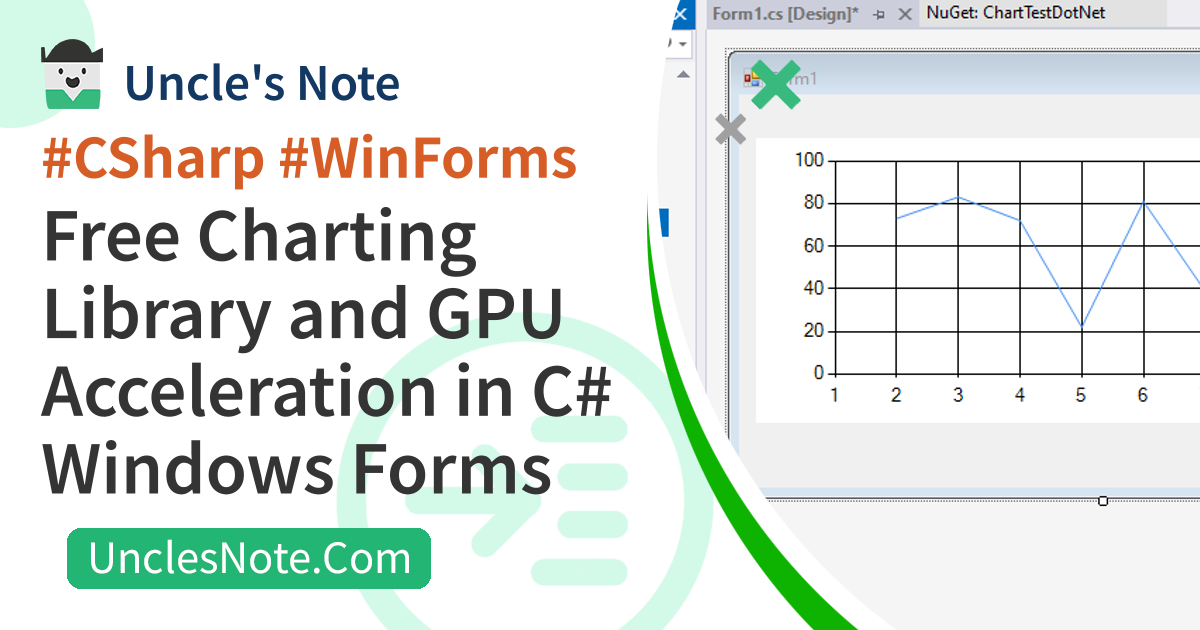 Uncle's Note
#CSharp #WinForms
Free Charting
Library and GPU
Acceleration in C#
Windows Forms
UnclesNote.Com
Form1.cs [Design]*
NuGet: ChartTestDotNet
100
80
60
40
20
0
1 2 3 4 5 6